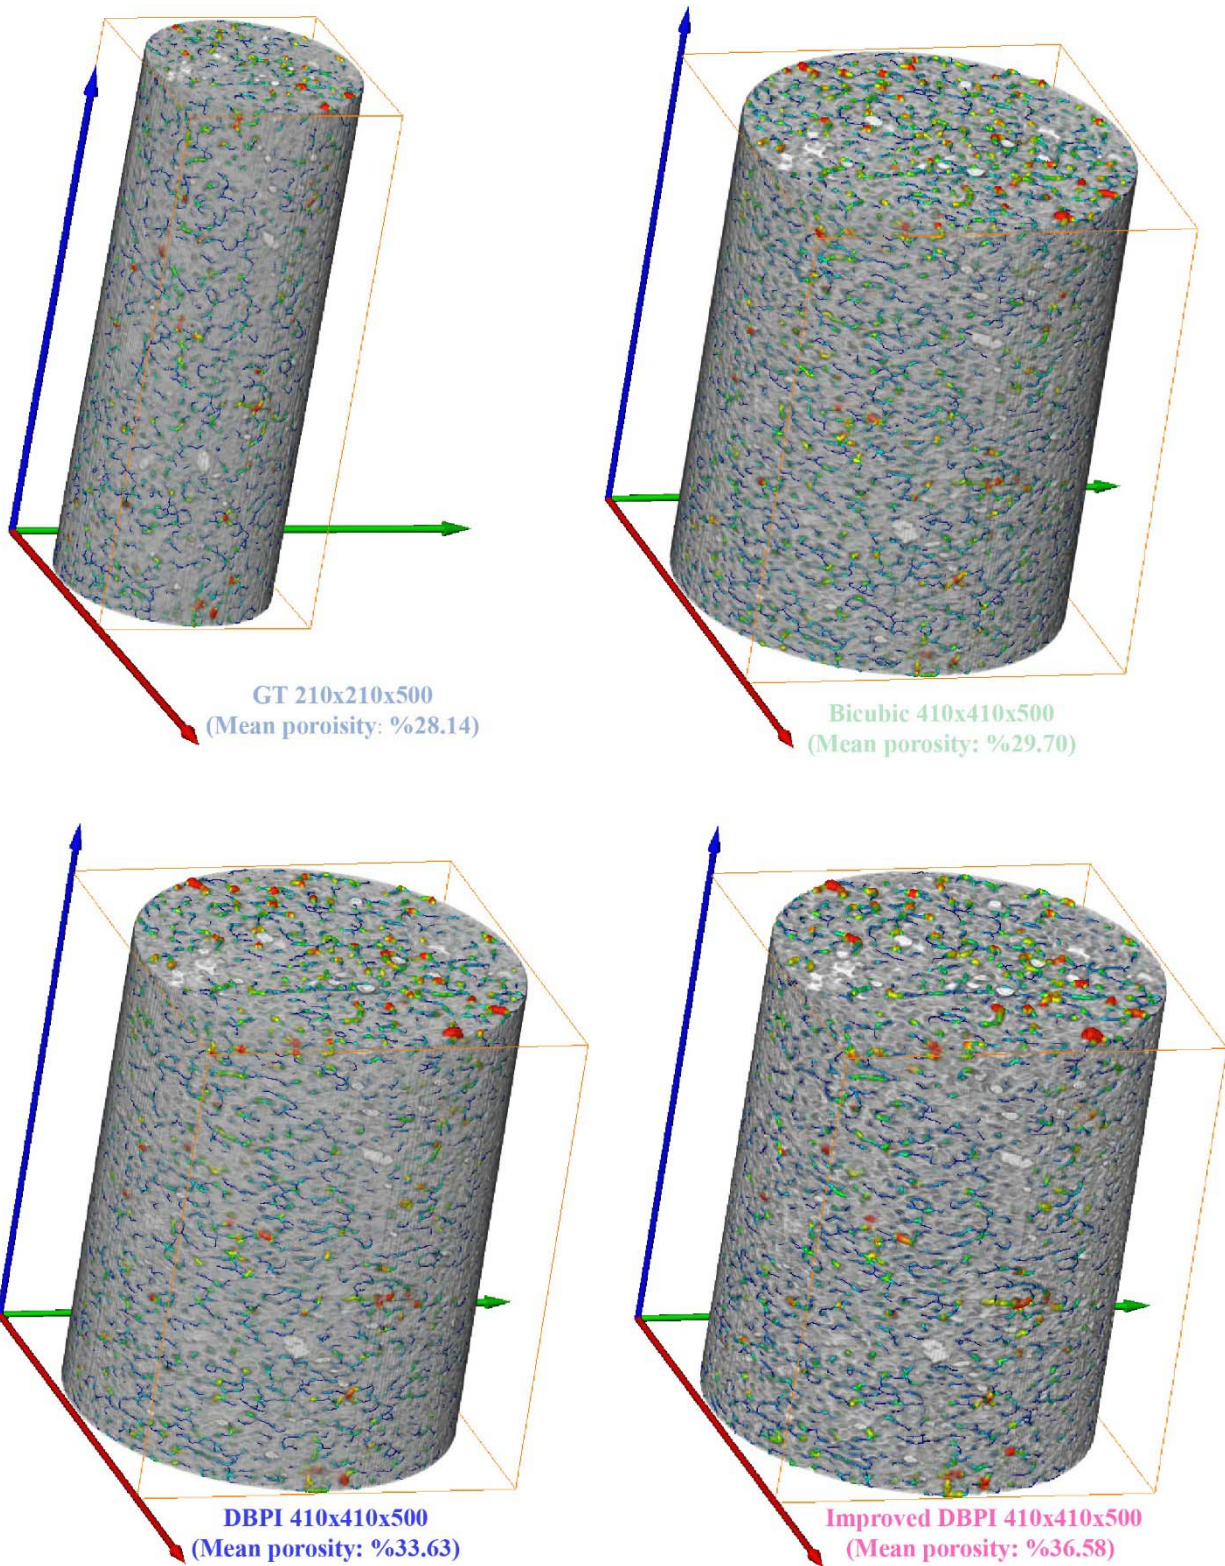 GT 210x210x500
(Mean poroisity: %28.14)
Bicubic 410x410x500
(Mean porosity: %29.70)
DBPI 410x410x500
(Mean porosity: %33.63)
Improved DBPI 410x410x500
(Mean porosity: %36.58)